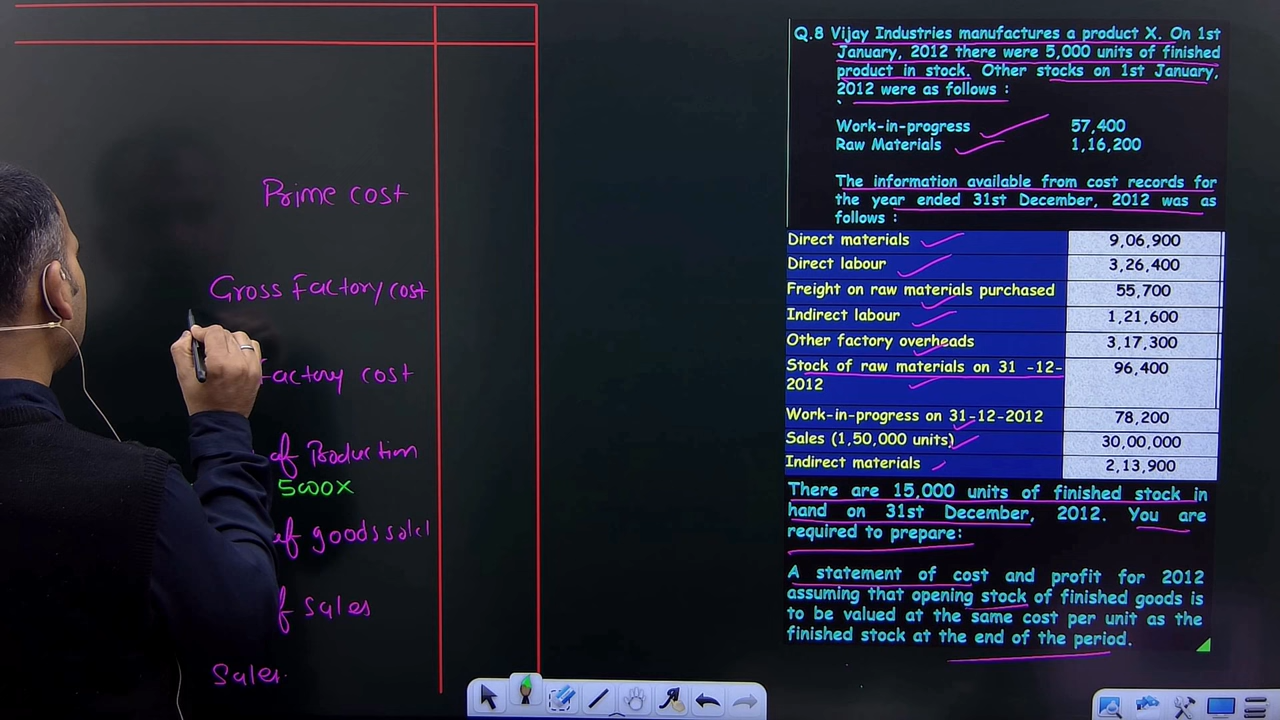 Prime cost
Gross factory cost
factory cost
of Production
5000X
of goods sold
of Sales
Sales.
Q.8 Vijay Industries manufactures a product X. On 1st
January, 2012 there were 5,000 units of finished
product in stock. Other stocks on 1st January,
2012 were as follows :
Work-in-progress 57,400
Raw Materials 1,16,200
The information available from cost records for
the year ended 31st December, 2012 was as
follows :
Direct materials 9,06,900
Direct labour 3,26,400
Freight on raw materials purchased 55,700
Indirect labour 1,21,600
Other factory overheads 3,17,300
Stock of raw materials on 31 -12- 96,400
2012
Work-in-progress on 31-12-2012 78,200
Sales (1,50,000 units) 30,00,000
Indirect materials 2,13,900
There are 15,000 units of finished stock in
hand on 31st December, 2012. You are
required to prepare:
A statement of cost and profit for 2012
assuming that opening stock of finished goods is
to be valued at the same cost per unit as the
finished stock at the end of the period.